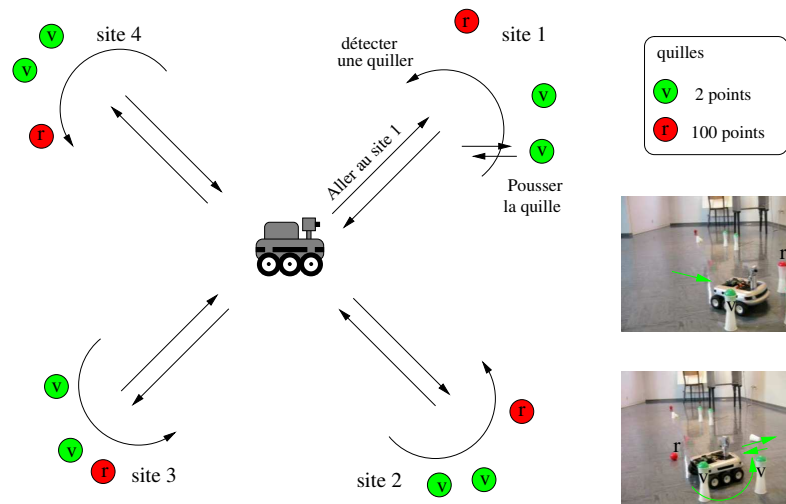 v
v
r
site 4
r
site 1
détecter
une quiller
v
v
Aller au site 1
Pousser
la quille
quilles
v 2 points
r 100 points
r
v
r
v
v
v
v
r
site 3
site 2
r
v
v